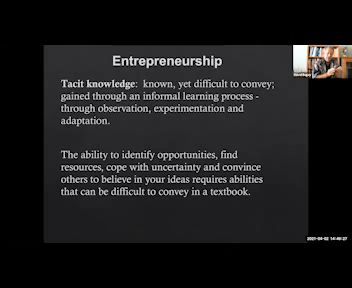 Entrepreneurship
Tacit knowledge: known, yet difficult to convey;
gained through an informal learning process -
through observation, experimentation and
adaptation.
The ability to identify opportunities, find
resources, cope with uncertainty and convince
others to believe in your ideas requires abilities
that can be difficult to convey in a textbook.
2021-04-02 14:49:27